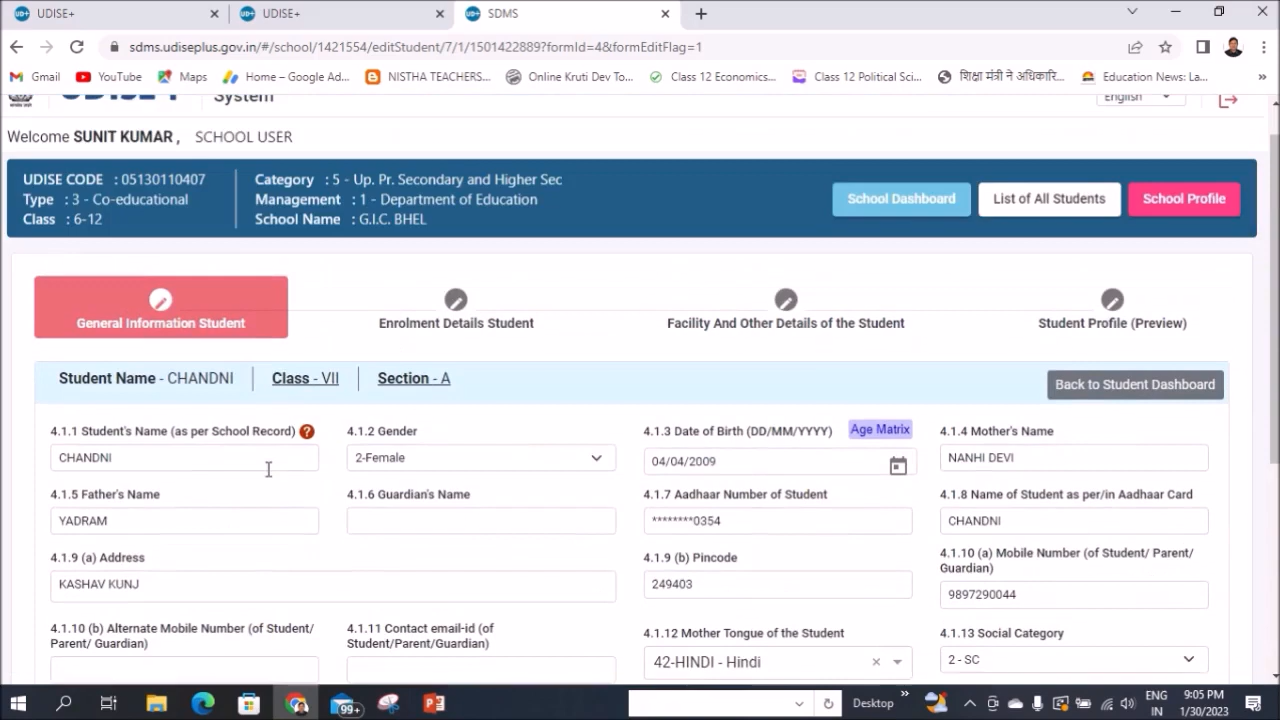 UDISE+
UDISE+
SDMS
sdms.udiseplus.gov.in/#/school/1421554/editStudent/7/1/1501422889?formId=4&formEditFlag=1
Gmail YouTube Maps Home – Google Ad... NISTHA TEACHERS... Online Kruti Dev To... Class 12 Economics... Class 12 Political Sci... शिक्षा मंत्री ने अधिकारि... Education News: La... »
UDISE+ System English
Welcome SUNIT KUMAR , SCHOOL USER
UDISE CODE : 05130110407
Type : 3 - Co-educational
Class : 6-12
Category : 5 - Up. Pr. Secondary and Higher Sec
Management : 1 - Department of Education
School Name : G.I.C. BHEL
School Dashboard List of All Students School Profile
General Information Student Enrolment Details Student Facility And Other Details of the Student Student Profile (Preview)
Student Name - CHANDNI Class - VII Section - A Back to Student Dashboard
4.1.1 Student's Name (as per School Record) ? 4.1.2 Gender 4.1.3 Date of Birth (DD/MM/YYYY) Age Matrix 4.1.4 Mother's Name
CHANDNI 2-Female 04/04/2009 NANHI DEVI
4.1.5 Father's Name 4.1.6 Guardian's Name 4.1.7 Aadhaar Number of Student 4.1.8 Name of Student as per/in Aadhaar Card
YADRAM ********0354 CHANDNI
4.1.9 (a) Address 4.1.9 (b) Pincode 4.1.10 (a) Mobile Number (of Student/ Parent/
Guardian)
KASHAV KUNJ 249403 9897290044
4.1.10 (b) Alternate Mobile Number (of Student/
Parent/ Guardian)
4.1.11 Contact email-id (of
Student/Parent/Guardian)
4.1.12 Mother Tongue of the Student 4.1.13 Social Category
42-HINDI - Hindi × 2 - SC
99+ Desktop » ENG
IN
9:05 PM
1/30/2023